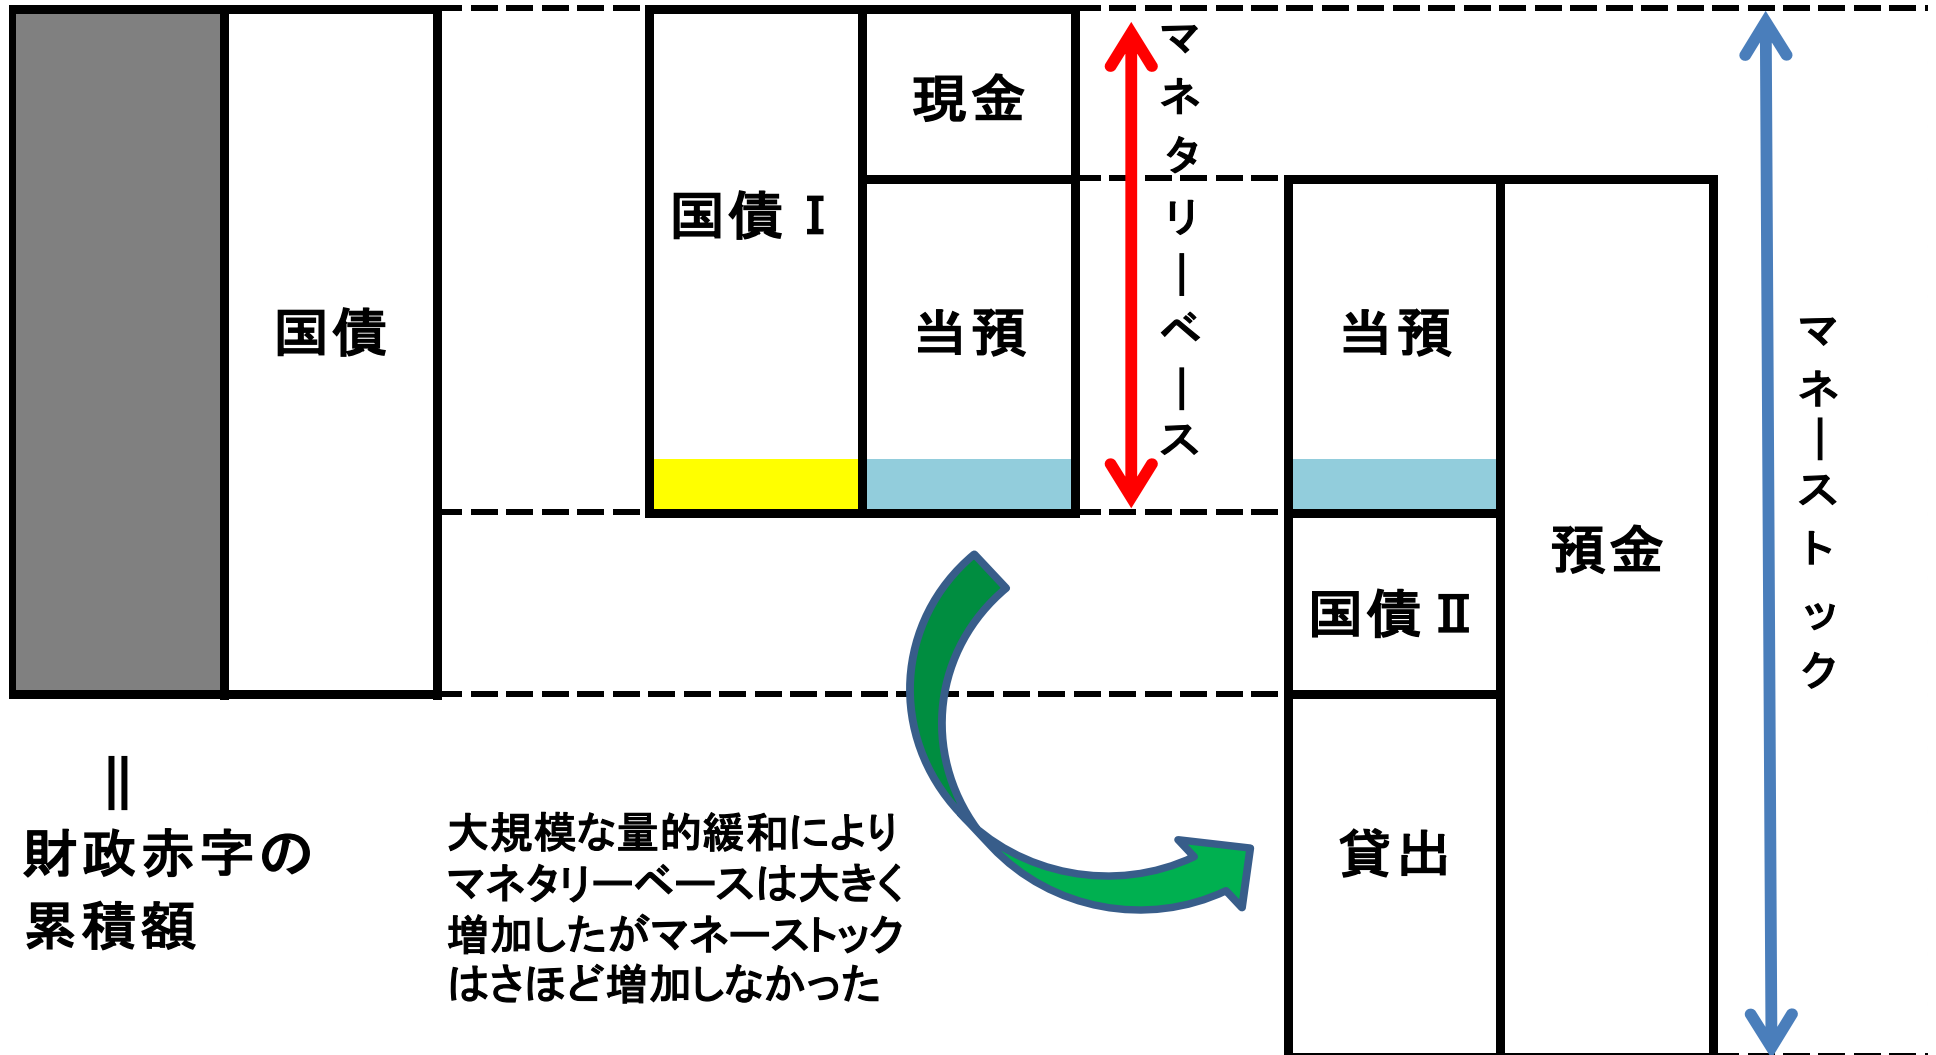 国債
国債Ⅰ
現金
当預
マネタリーベース
当預
国債Ⅱ
貸出
預金
マネーストック
||
財政赤字の
累積額
大規模な量的緩和により
マネタリーベースは大きく
増加したがマネーストック
はさほど増加しなかった